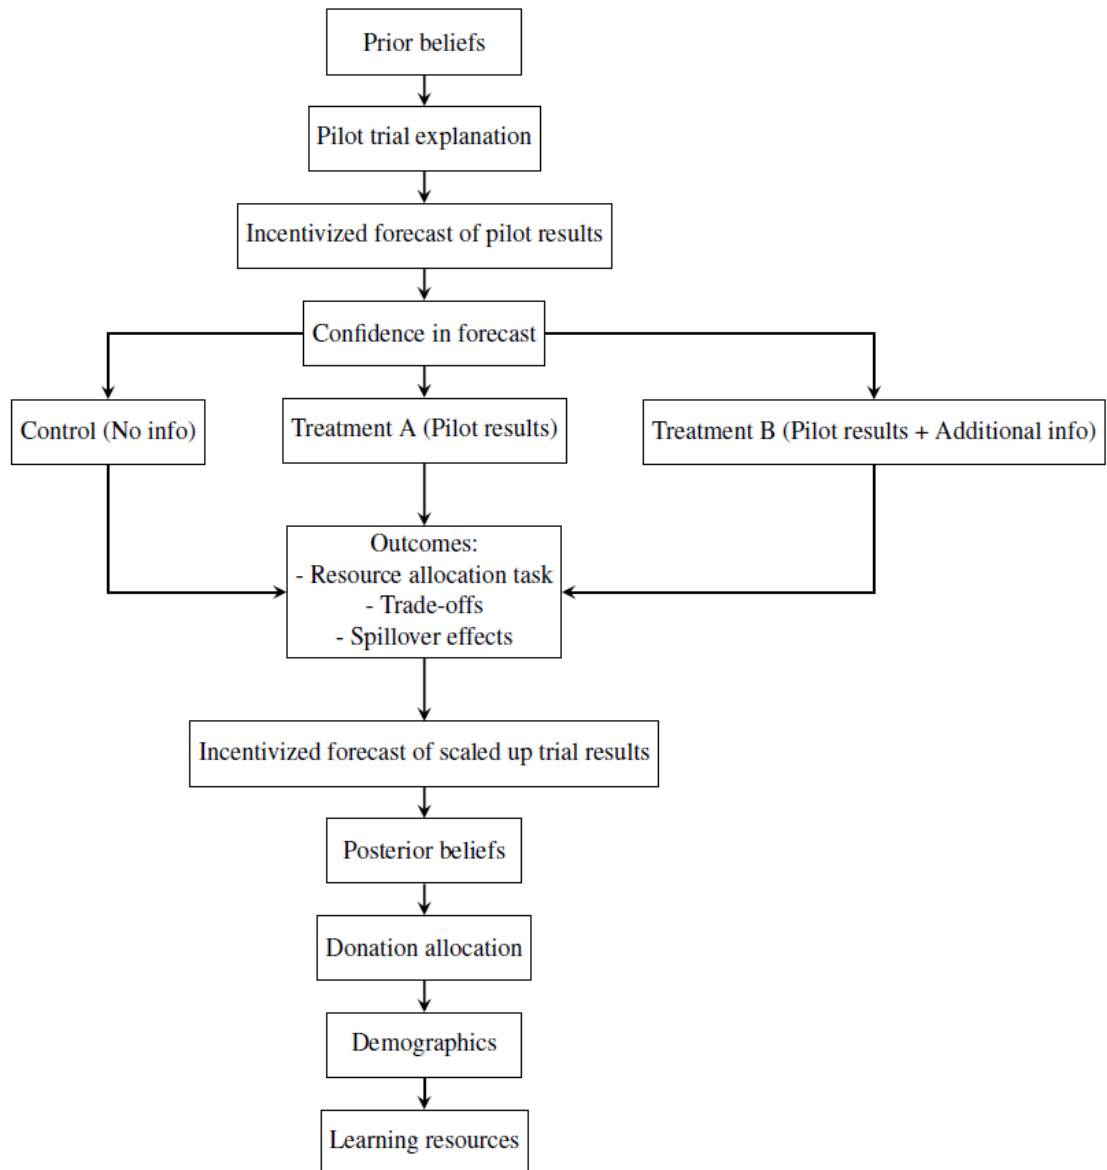 Prior beliefs
Pilot trial explanation
Incentivized forecast of pilot results
Confidence in forecast
Control (No info)
Treatment A (Pilot results)
Treatment B (Pilot results + Additional info)
Outcomes:
- Resource allocation task
- Trade-offs
- Spillover effects
Incentivized forecast of scaled up trial results
Posterior beliefs
Donation allocation
Demographics
Learning resources